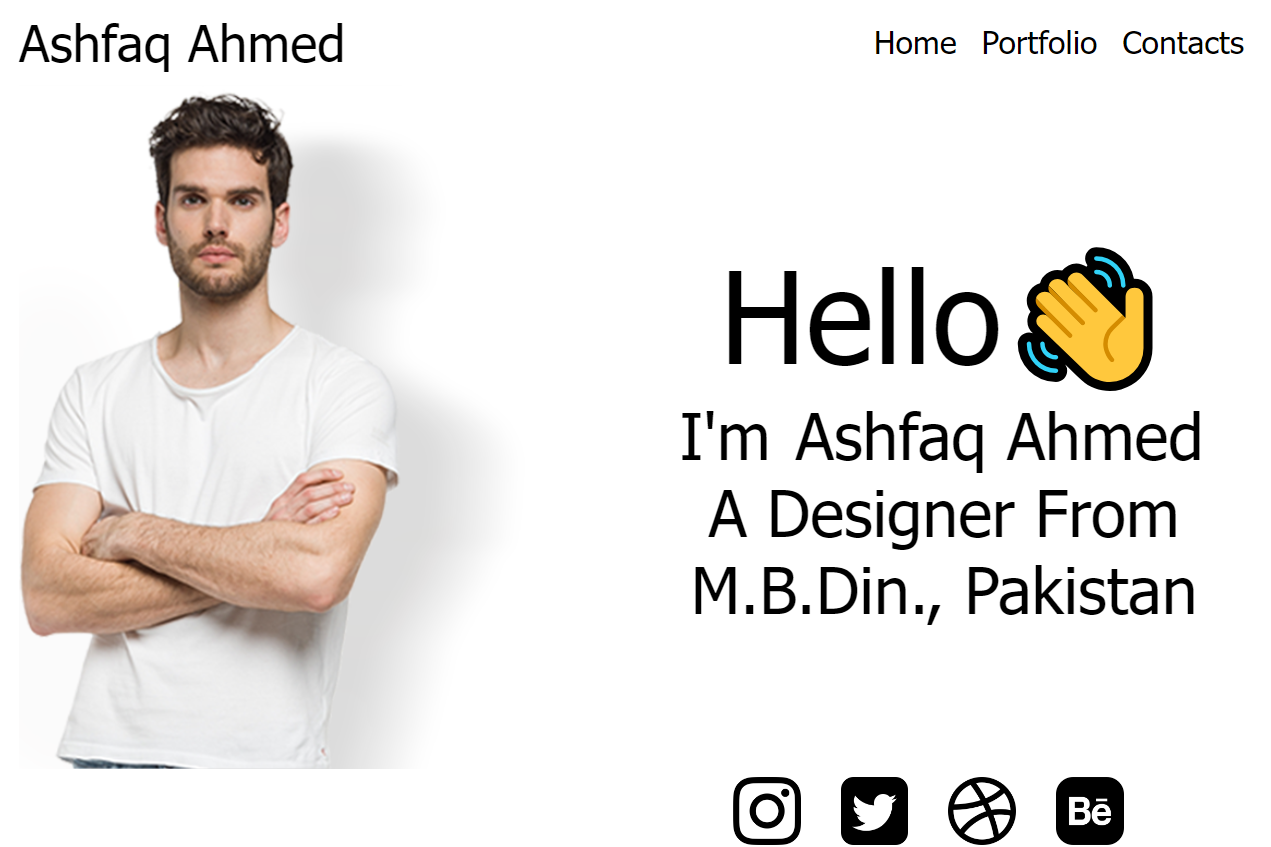 Ashfaq Ahmed
Home Portfolio Contacts
Hello
I'm Ashfaq Ahmed
A Designer From
M.B.Din., Pakistan
Bē